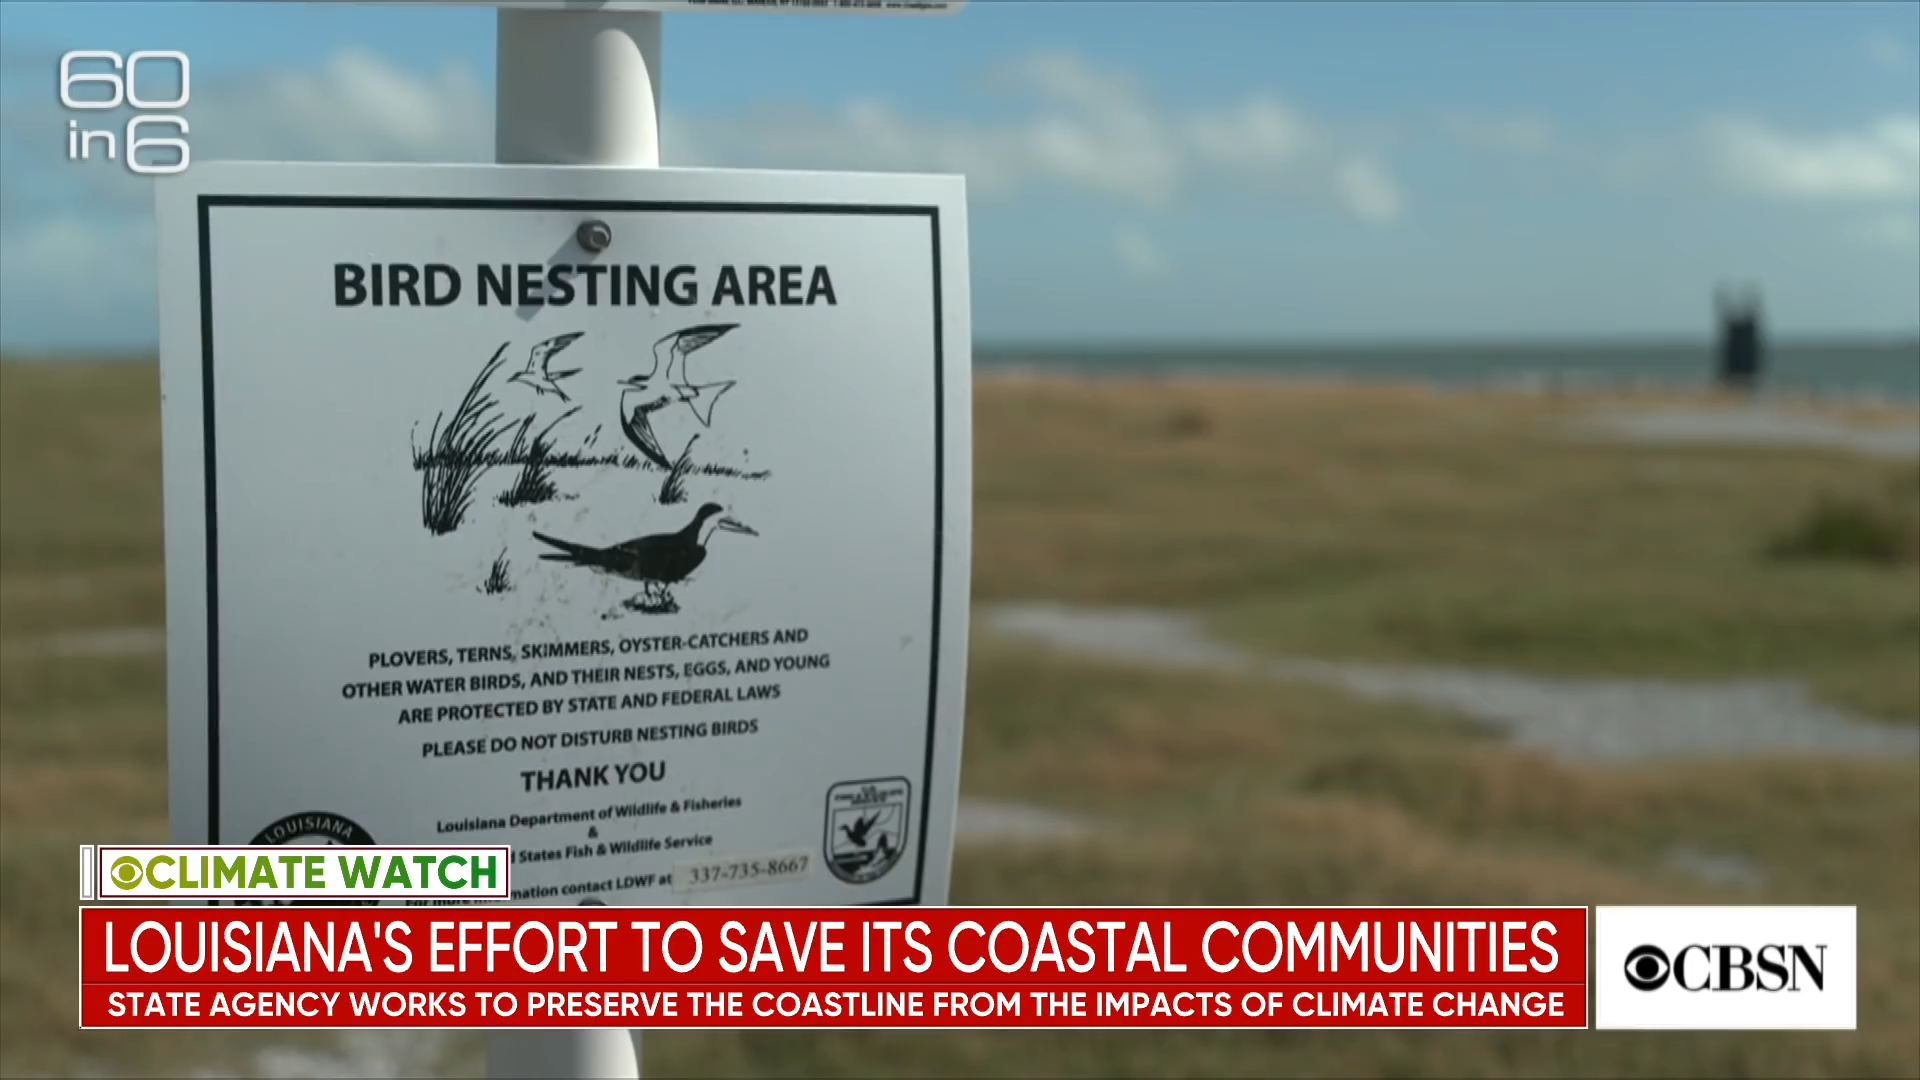 60
in 6
BIRD NESTING AREA
PLOVERS, TERNS, SKIMMERS, OYSTER-CATCHERS AND
OTHER WATER BIRDS, AND THEIR NESTS, EGGS, AND YOUNG
ARE PROTECTED BY STATE AND FEDERAL LAWS
PLEASE DO NOT DISTURB NESTING BIRDS
THANK YOU
Louisiana Department of Wildlife & Fisheries
&
States Fish & Wildlife Service
contact LDWF at 337-735-8667
LOUISIANA
CLIMATE WATCH
LOUISIANA'S EFFORT TO SAVE ITS COASTAL COMMUNITIES
STATE AGENCY WORKS TO PRESERVE THE COASTLINE FROM THE IMPACTS OF CLIMATE CHANGE
CBSN